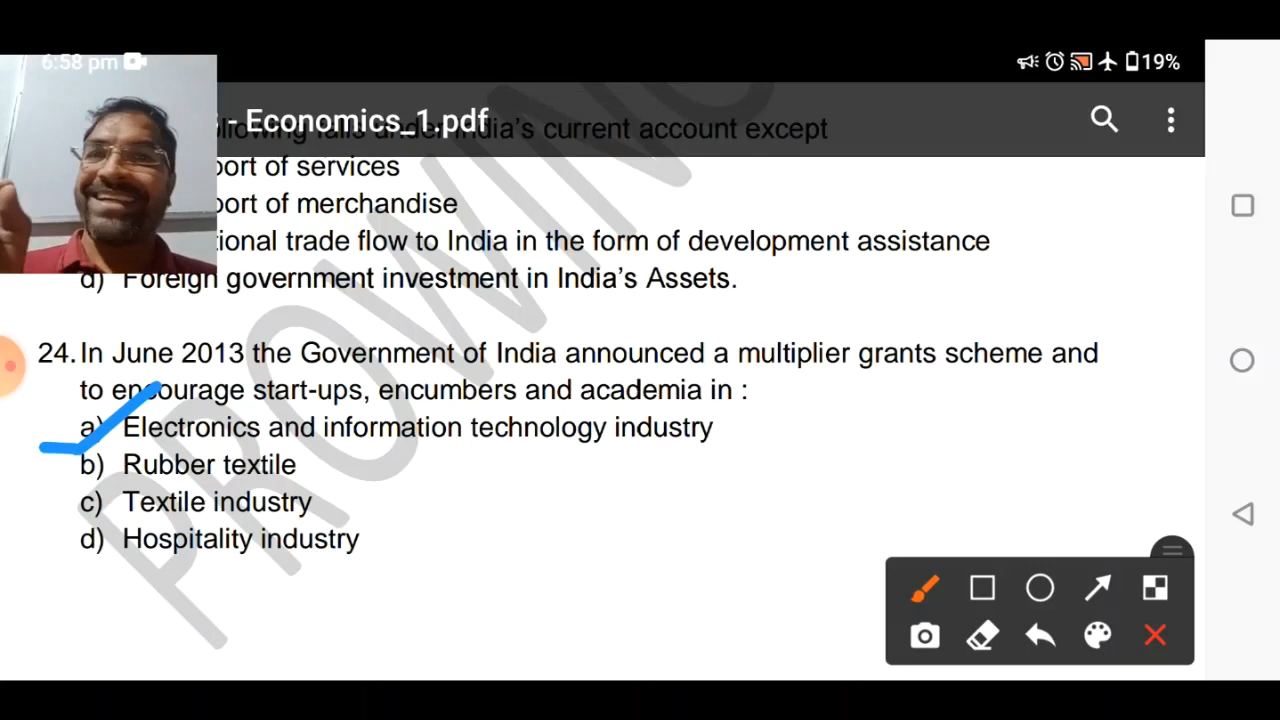 6:58 pm
19%
- Economics_1.pdf
under India's current account except
port of services
port of merchandise
tional trade flow to India in the form of development assistance
d) Foreign government investment in India's Assets.
24. In June 2013 the Government of India announced a multiplier grants scheme and
to encourage start-ups, encumbers and academia in :
a) Electronics and information technology industry
b) Rubber textile
c) Textile industry
d) Hospitality industry